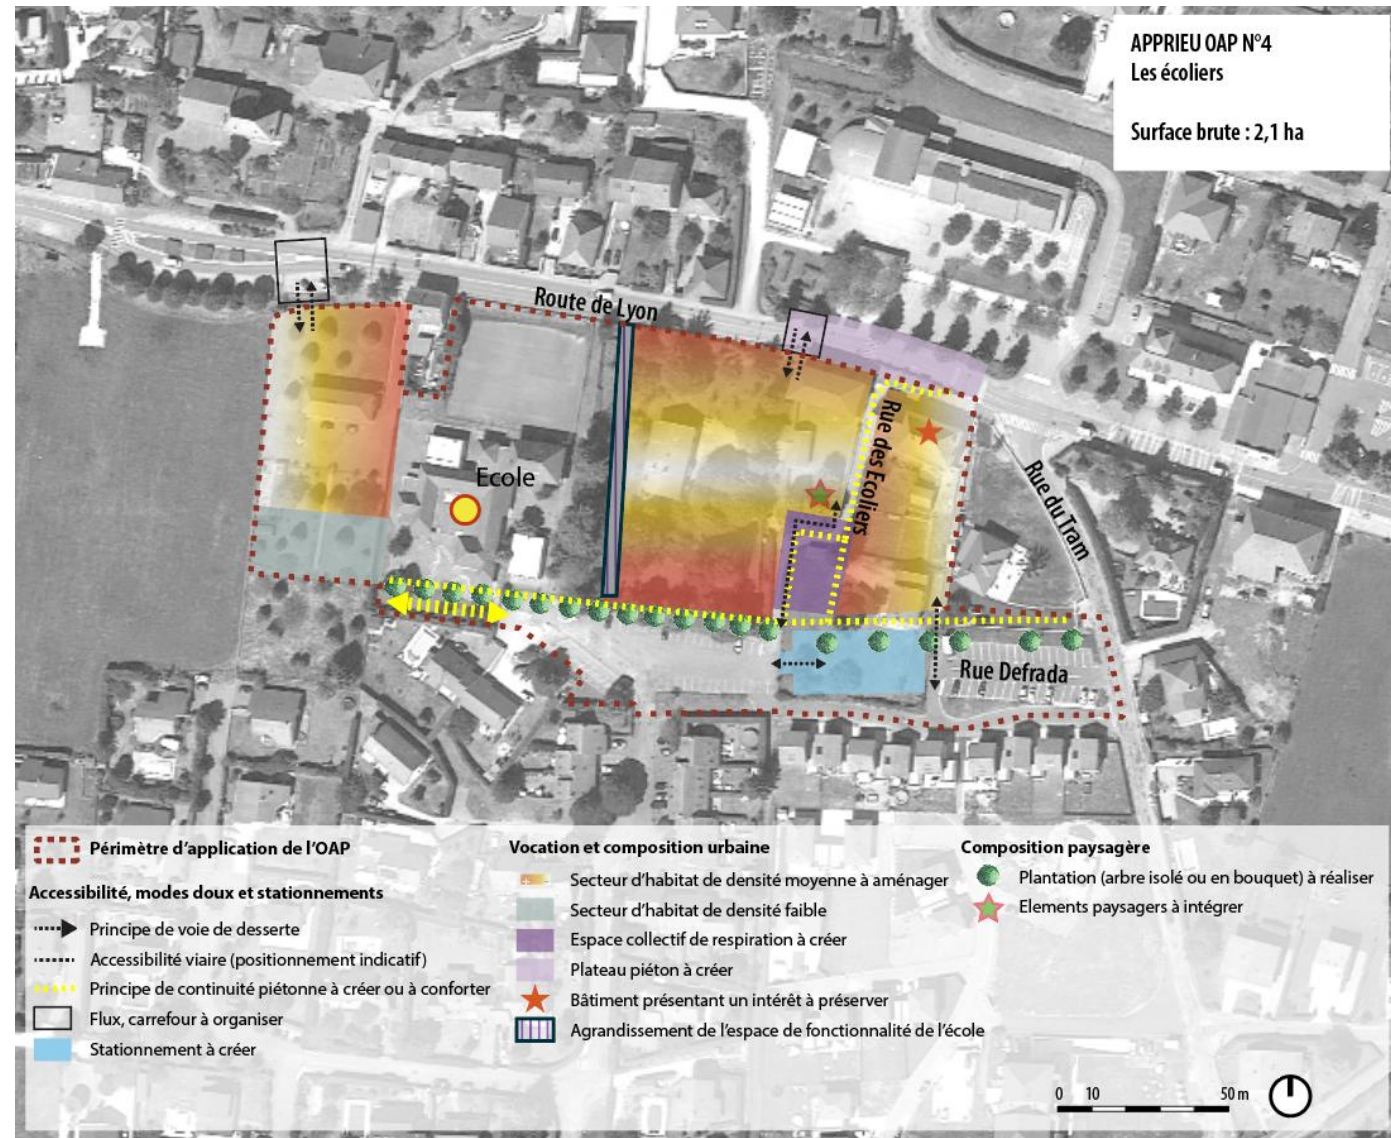 APPRIEU OAP N°4
Les écoliers
Surface brute : 2,1 ha
Route de Lyon
Rue des Ecoliers
Ecole
Rue du Tram
Rue Defrada
Périmètre d'application de l'OAP
Accessibilité, modes doux et stationnements
Principe de voie de desserte
Accessibilité viaire (positionnement indicatif)
Principe de continuité piétonne à créer ou à conforter
Flux, carrefour à organiser
Stationnement à créer
Vocation et composition urbaine
+ -
Secteur d'habitat de densité moyenne à aménager
Secteur d'habitat de densité faible
Espace collectif de respiration à créer
Plateau piéton à créer
Bâtiment présentant un intérêt à préserver
Agrandissement de l'espace de fonctionnalité de l'école
Composition paysagère
Plantation (arbre isolé ou en bouquet) à réaliser
Elements paysagers à intégrer
0 10 50 m